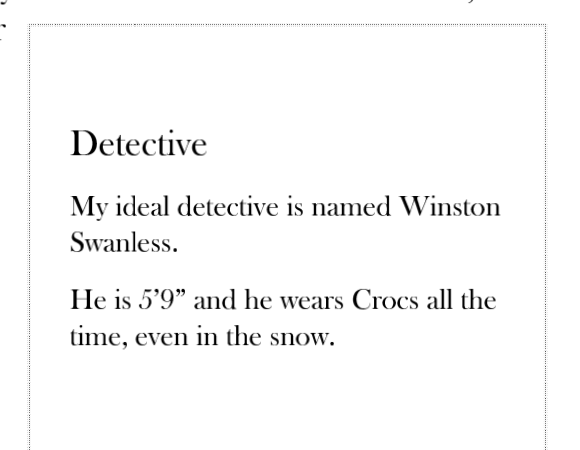 Detective
My ideal detective is named Winston
Swanless.
He is 5’9” and he wears Crocs all the
time, even in the snow.